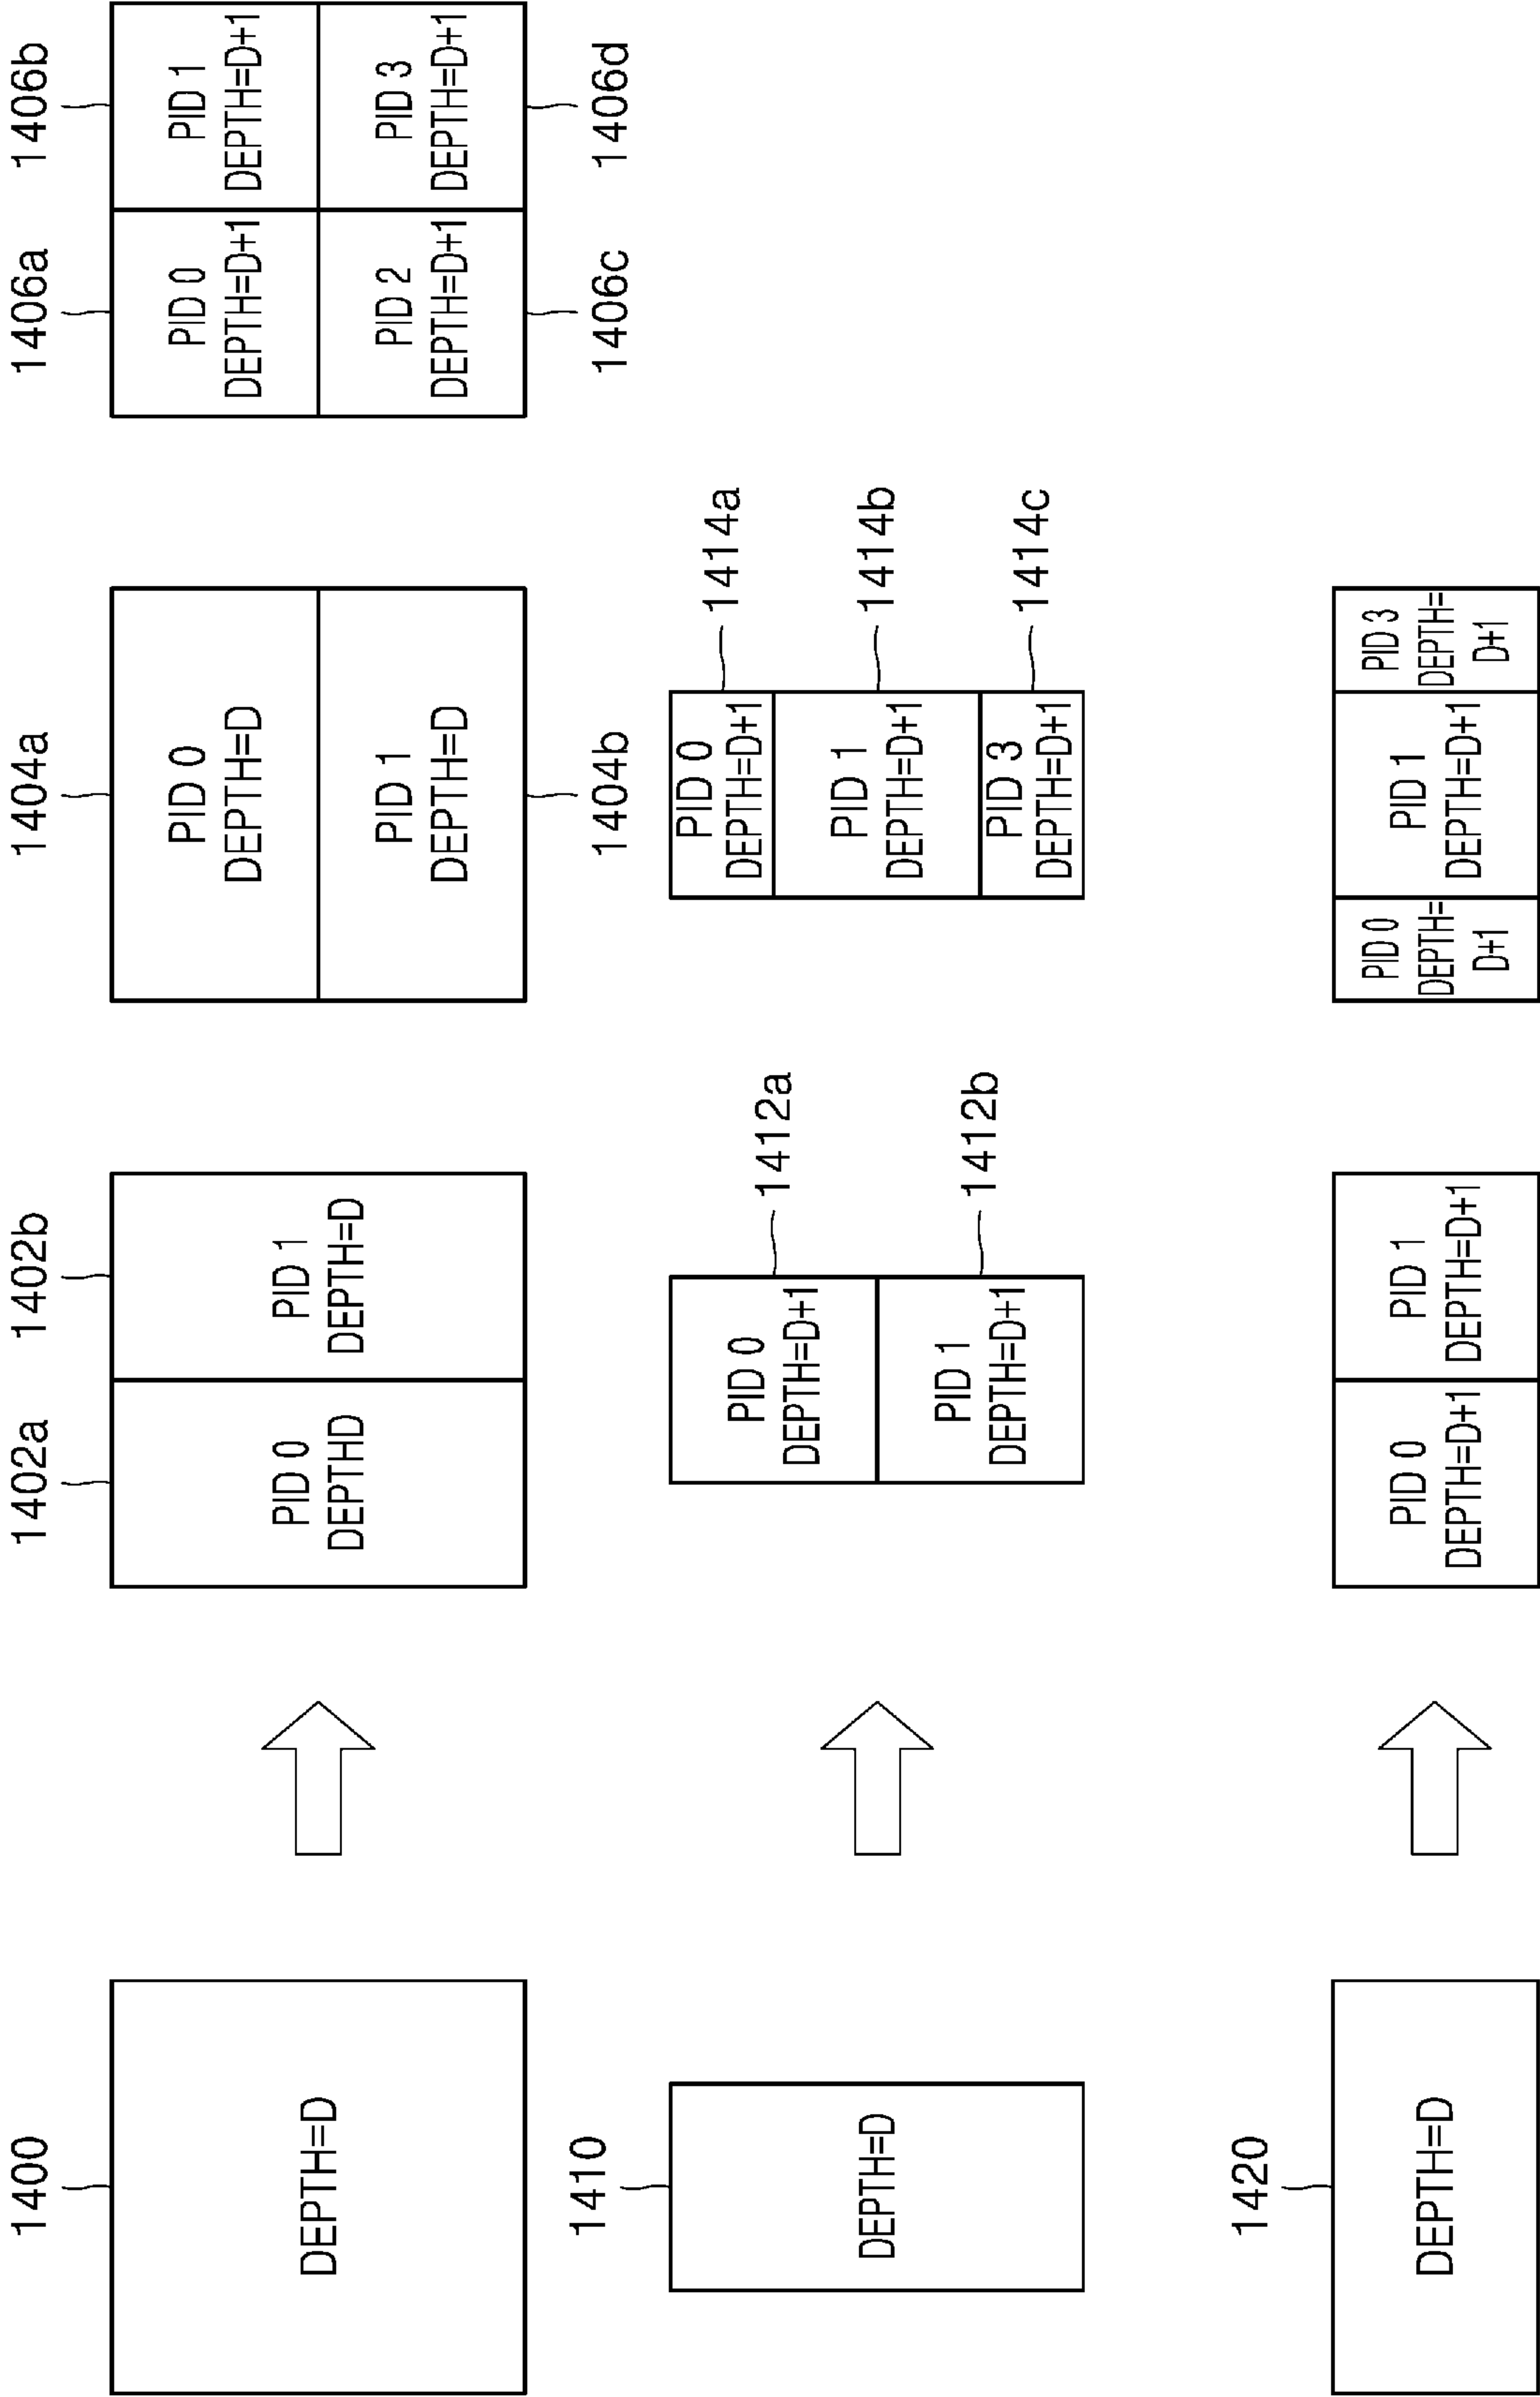 1400
DEPTH=D
1402a
1402b
PID 0
DEPTHD
PID 1
DEPTH=D
1404a
PID 0
DEPTH=D
PID 1
DEPTH=D
1404b
1406a
1406b
PID 0
DEPTH=D+1
PID 1
DEPTH=D+1
PID 2
DEPTH=D+1
PID 3
DEPTH=D+1
1406c
1406d
1410
DEPTH=D
PID 0
DEPTH=D+1
1412a
PID 1
DEPTH=D+1
1412b
PID 0
DEPTH=D+1
1414a
PID 1
DEPTH=D+1
1414b
PID 3
DEPTH=D+1
1414c
1420
DEPTH=D
PID 0
DEPTH=D+1
PID 1
DEPTH=D+1
PID 0
DEPTH=
D+1
PID 1
DEPTH=D+1
PID 3
DEPTH=
D+1